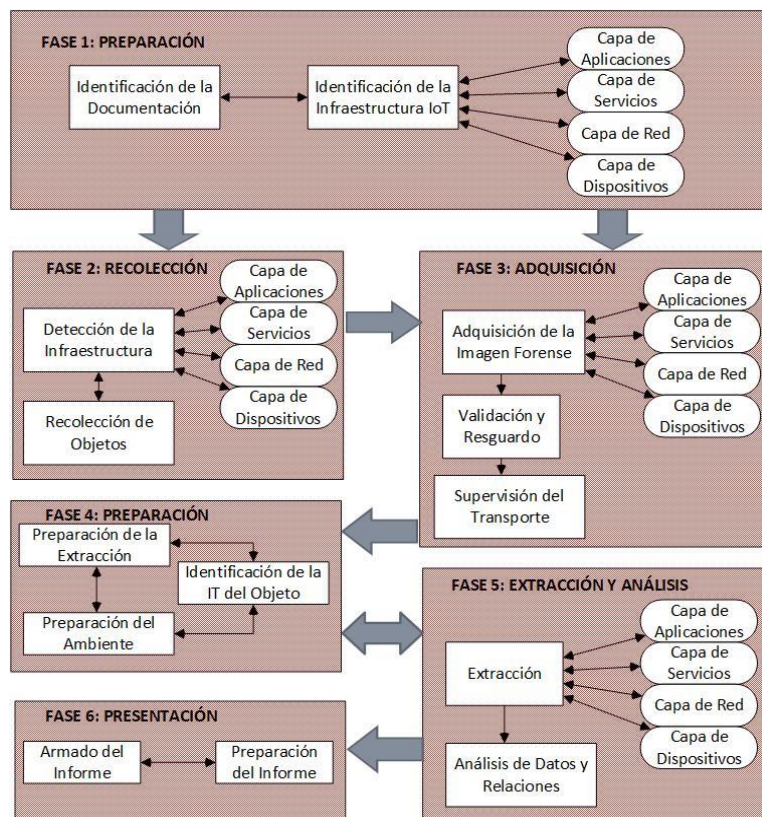 FASE 1: PREPARACIÓN
Identificación de la
Documentación
Identificación de la
Infraestructura IoT
Capa de
Aplicaciones
Capa de
Servicios
Capa de Red
Capa de
Dispositivos
FASE 2: RECOLECCIÓN
Detección de la
Infraestructura
Recolección de
Objetos
Capa de
Aplicaciones
Capa de
Servicios
Capa de Red
Capa de
Dispositivos
FASE 3: ADQUISICIÓN
Adquisición de la
Imagen Forense
Validación y
Resguardo
Supervisión del
Transporte
Capa de
Aplicaciones
Capa de
Servicios
Capa de Red
Capa de
Dispositivos
FASE 4: PREPARACIÓN
Preparación de la
Extracción
Identificación de la
IT del Objeto
Preparación del
Ambiente
FASE 5: EXTRACCIÓN Y ANÁLISIS
Extracción
Análisis de Datos y
Relaciones
Capa de
Aplicaciones
Capa de
Servicios
Capa de Red
Capa de
Dispositivos
FASE 6: PRESENTACIÓN
Armado del
Informe
Preparación
del Informe